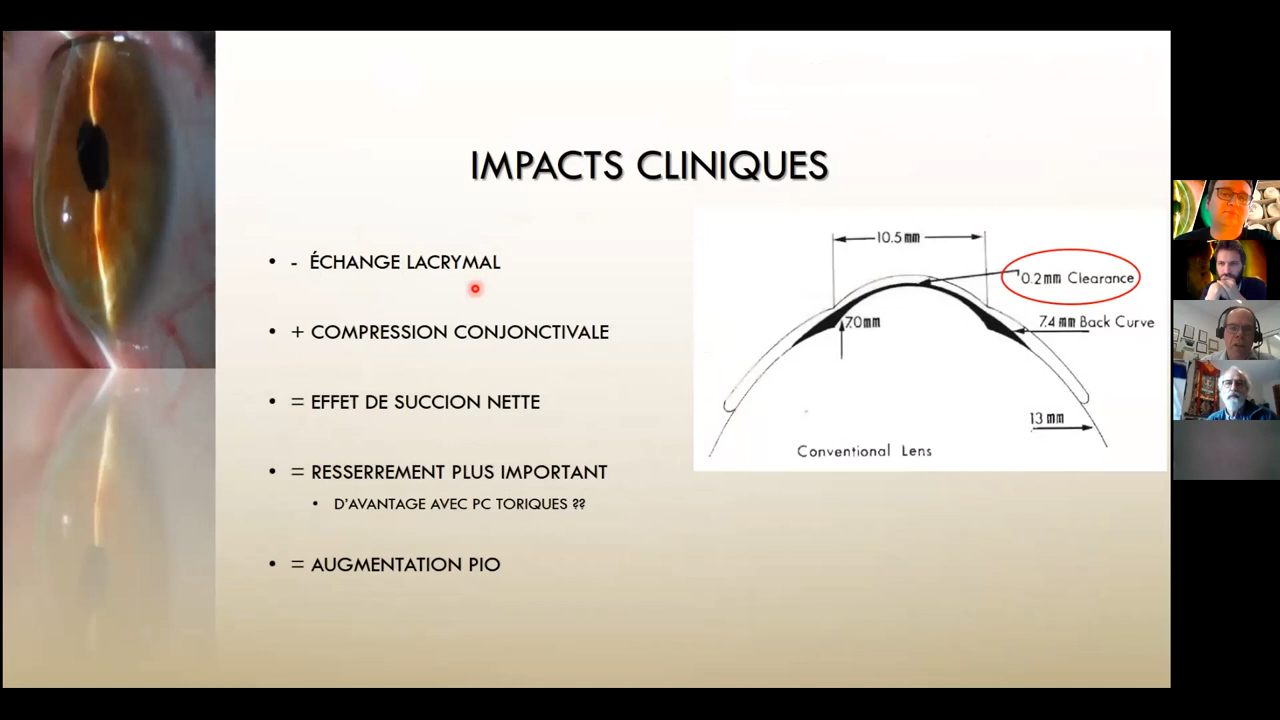 IMPACTS CLINIQUES
• - ÉCHANGE LACRYMAL
• + COMPRESSION CONJONCTIVALE
• = EFFET DE SUCCION NETTE
• = RESSERREMENT PLUS IMPORTANT
• D'AVANTAGE AVEC PC TORIQUES ??
• = AUGMENTATION PIO
10.5 mm
0.2 mm Clearance
7.0 mm
7.4 mm Back Curve
13 mm
Conventional Lens